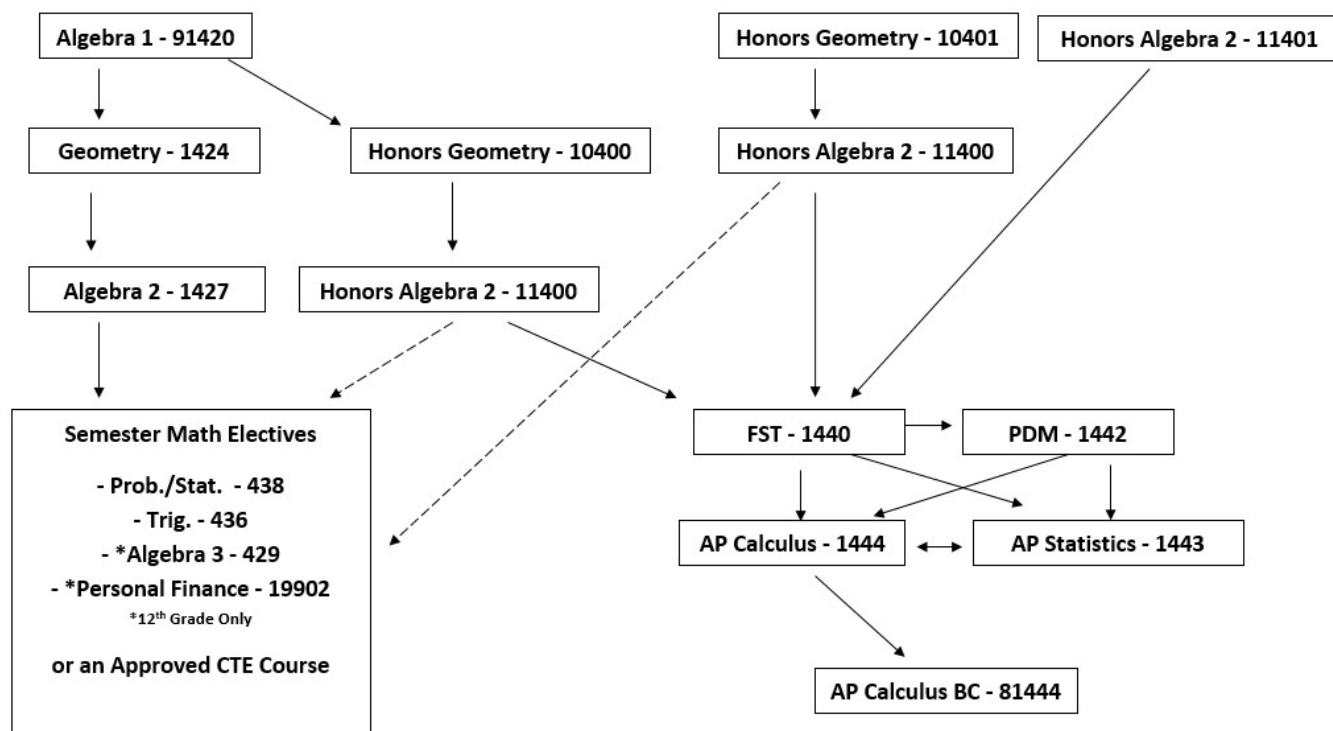 Algebra 1 - 91420
Honors Geometry - 10401
Honors Algebra 2 - 11401
Geometry - 1424
Honors Geometry - 10400
Honors Algebra 2 - 11400
Algebra 2 - 1427
Honors Algebra 2 - 11400
Semester Math Electives
- Prob./Stat. - 438
- Trig. - 436
- *Algebra 3 - 429
- *Personal Finance - 19902
*12th Grade Only
or an Approved CTE Course
FST - 1440
PDM - 1442
AP Calculus - 1444
AP Statistics - 1443
AP Calculus BC - 81444